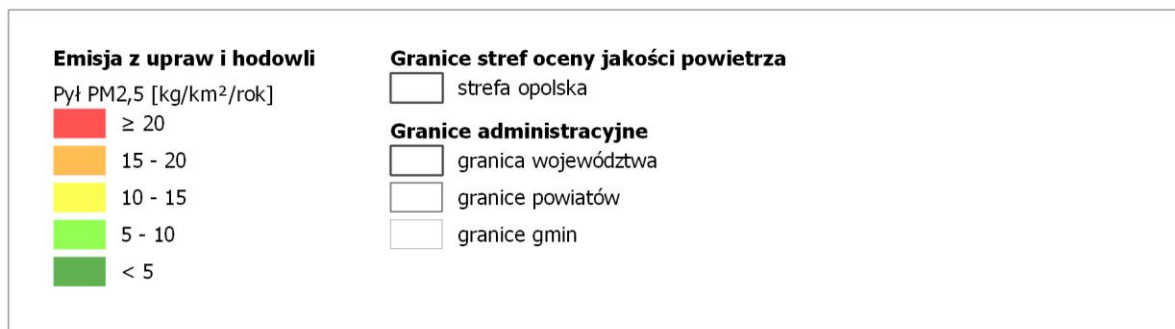 Emisja z upraw i hodowli
Pył PM2,5 [kg/km²/rok]
≥ 20
15 - 20
10 - 15
5 - 10
< 5
Granice stref oceny jakości powietrza
strefa opolska
Granice administracyjne
granica województwa
granice powiatów
granice gmin